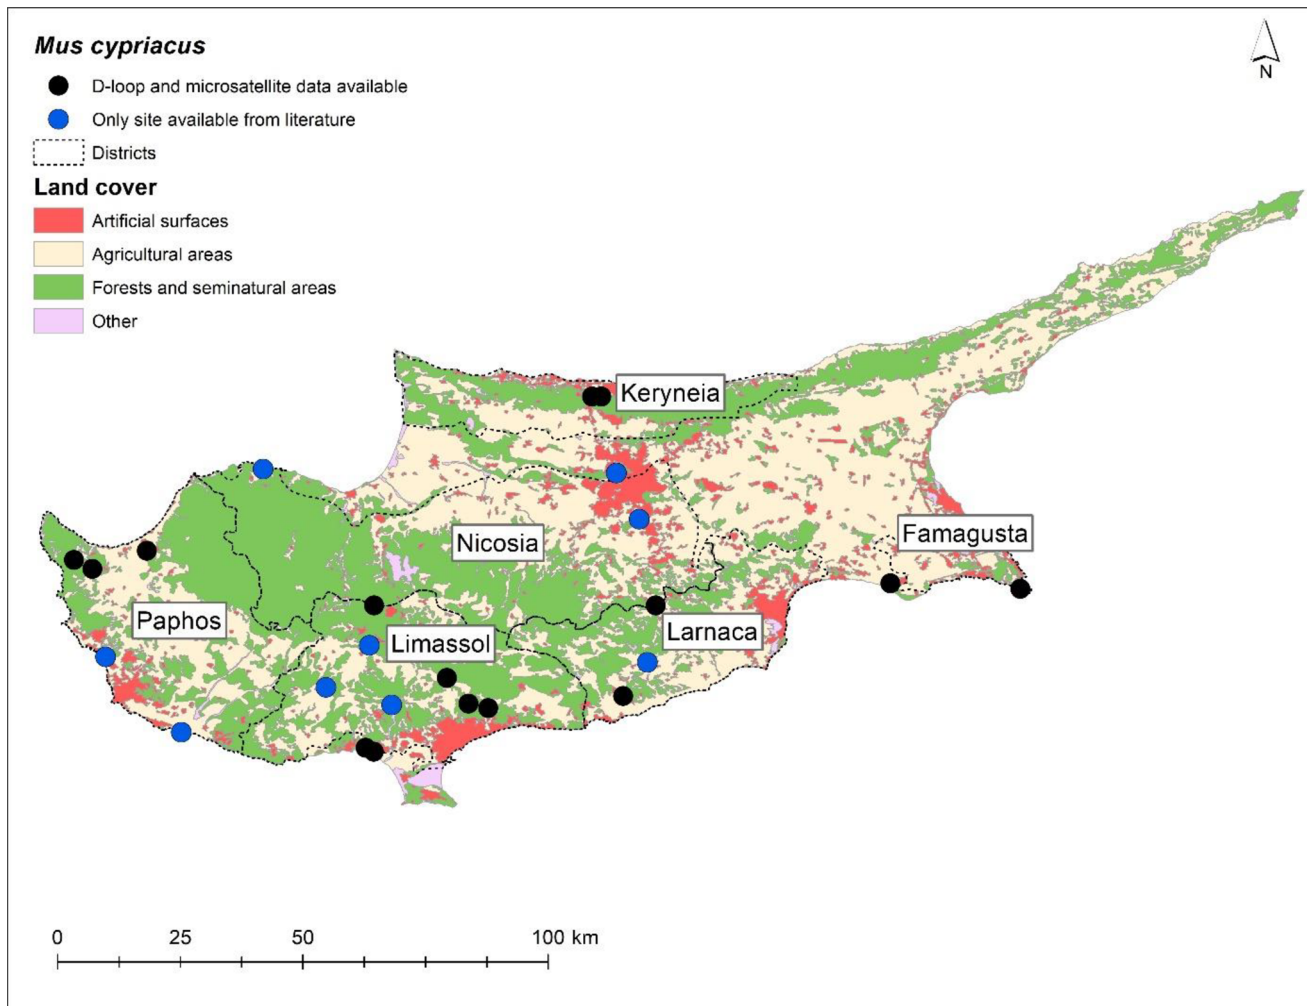 Mus cypriacus
D-loop and microsatellite data available
Only site available from literature
Districts
Land cover
Artificial surfaces
Agricultural areas
Forests and seminatural areas
Other
N
Keryneia
Nicosia
Famagusta
Paphos
Limassol
Larnaca
0 25 50 100 km